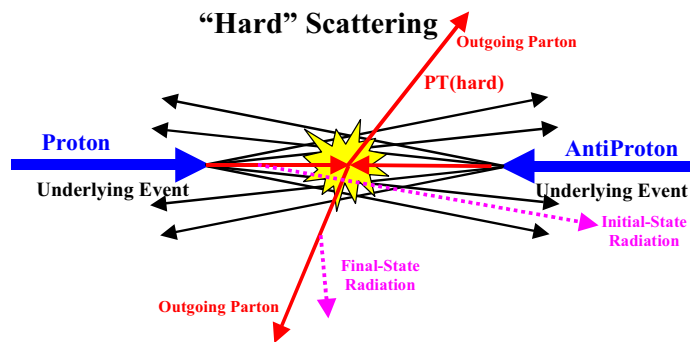 “Hard” Scattering
Outgoing Parton
PT(hard)
Proton
AntiProton
Underlying Event
Underlying Event
Initial-State
Radiation
Final-State
Radiation
Outgoing Parton